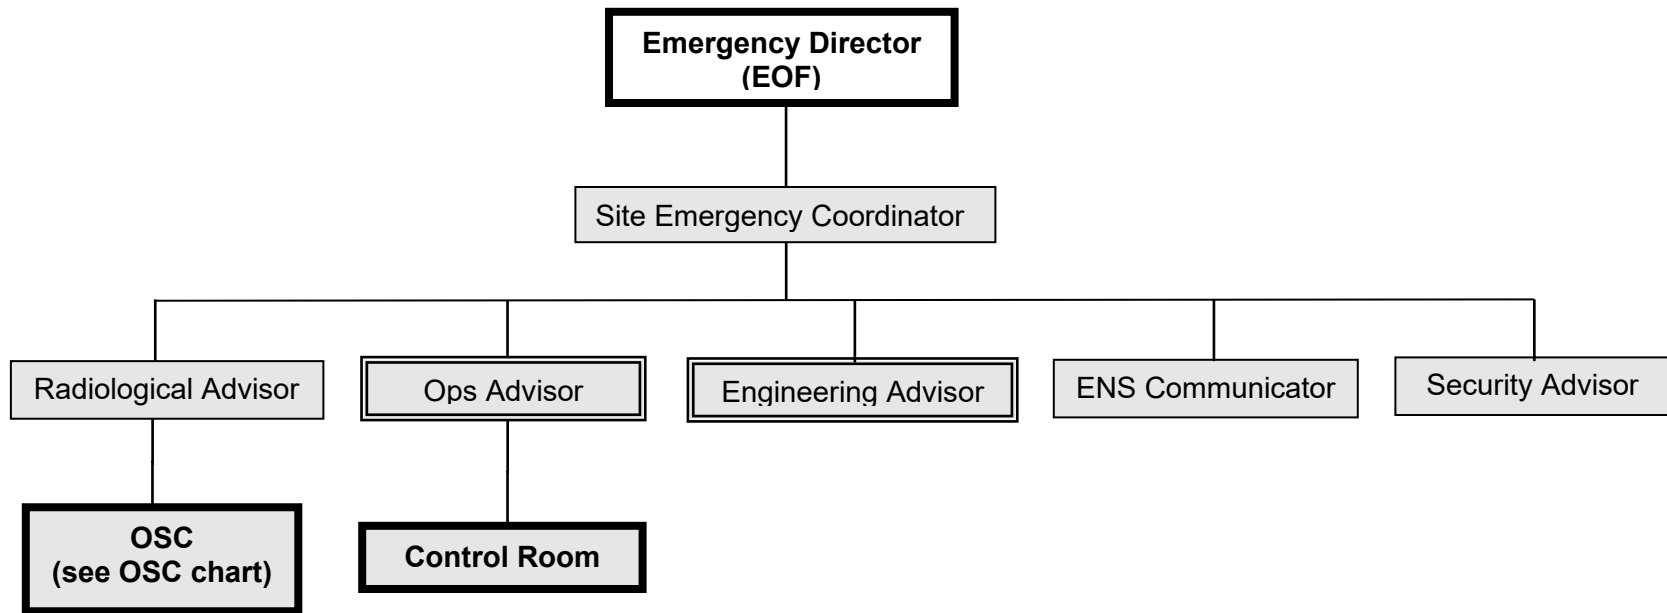 Emergency Director
(EOF)
Site Emergency Coordinator
Radiological Advisor
Ops Advisor
Engineering Advisor
ENS Communicator
Security Advisor
OSC
(see OSC chart)
Control Room